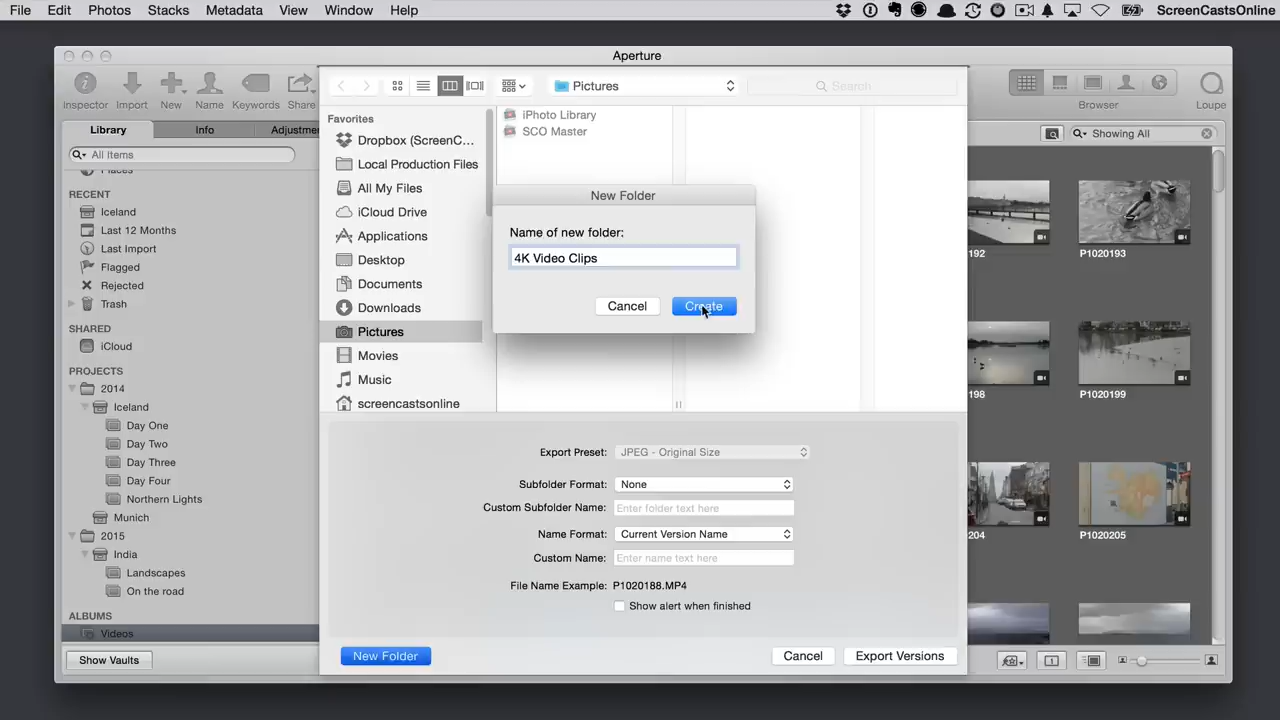 File Edit Photos Stacks Metadata View Window Help ScreenCastsOnline
Aperture
Inspector Import New Name Keywords Share
Pictures
Search
Browser
Loupe
Library Info Adjustmen
All Items
Places
RECENT
Iceland
Last 12 Months
Last Import
Flagged
Rejected
Trash
SHARED
iCloud
PROJECTS
2014
Iceland
Day One
Day Two
Day Three
Day Four
Northern Lights
Munich
2015
India
Landscapes
On the road
ALBUMS
Videos
Show Vaults
Favorites
Dropbox (ScreenC...
Local Production Files
All My Files
iCloud Drive
Applications
Desktop
Documents
Downloads
Pictures
Movies
Music
screencastsonline
iPhoto Library
SCO Master
New Folder
Name of new folder:
4K Video Clips
Cancel Create
Export Preset: JPEG - Original Size
Subfolder Format: None
Custom Subfolder Name: Enter folder text here
Name Format: Current Version Name
Custom Name: Enter name text here
File Name Example: P1020188.MP4
Show alert when finished
New Folder
Cancel Export Versions
Showing All
192 P1020193
198 P1020199
204 P1020205